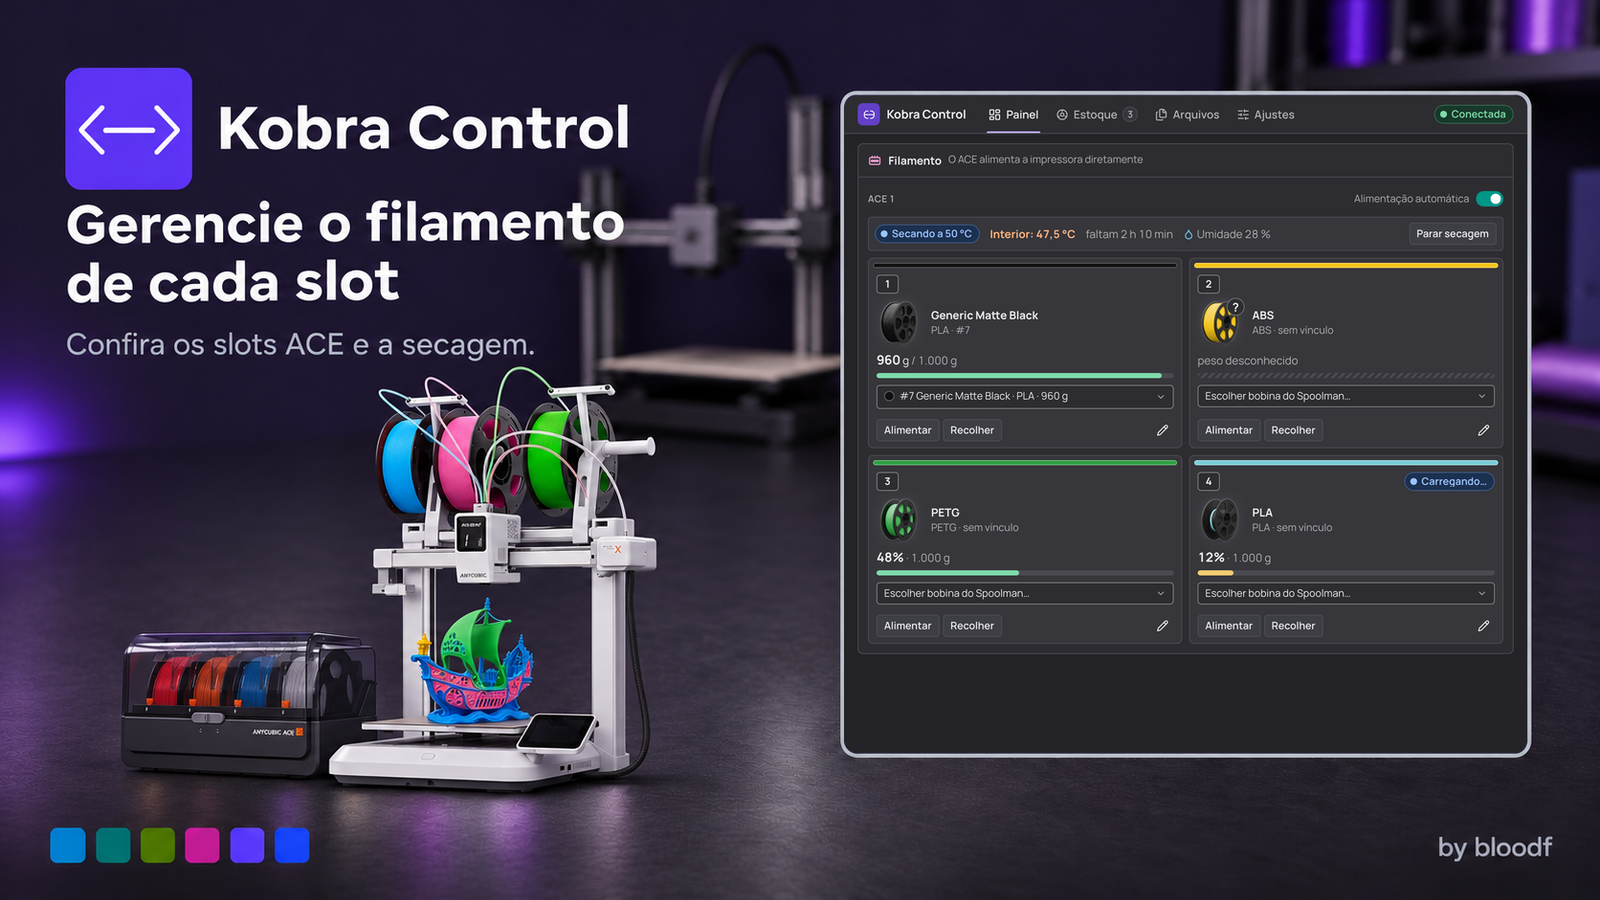 Kobra Control
Gerencie o filamento
de cada slot
Confira os slots ACE e a secagem.
ANYCUBIC
X
ANYCUBIC ACE
Kobra Control
Painel
Estoque 3
Arquivos
Ajustes
Conectada
Filamento O ACE alimenta a impressora diretamente
ACE 1
Alimentação automática
Secando a 50 °C
Interior: 47,5 °C
faltam 2 h 10 min
Umidade 28 %
Parar secagem
1
Generic Matte Black
PLA · #7
960 g / 1.000 g
#7 Generic Matte Black · PLA · 960 g
Alimentar
Recolher
2
?
ABS
ABS · sem vínculo
peso desconhecido
Escolher bobina do Spoolman...
Alimentar
Recolher
3
PETG
PETG · sem vínculo
48% · 1.000 g
Escolher bobina do Spoolman...
Alimentar
Recolher
4
Carregando...
PLA
PLA · sem vínculo
12% · 1.000 g
Escolher bobina do Spoolman...
Alimentar
Recolher
by bloodf